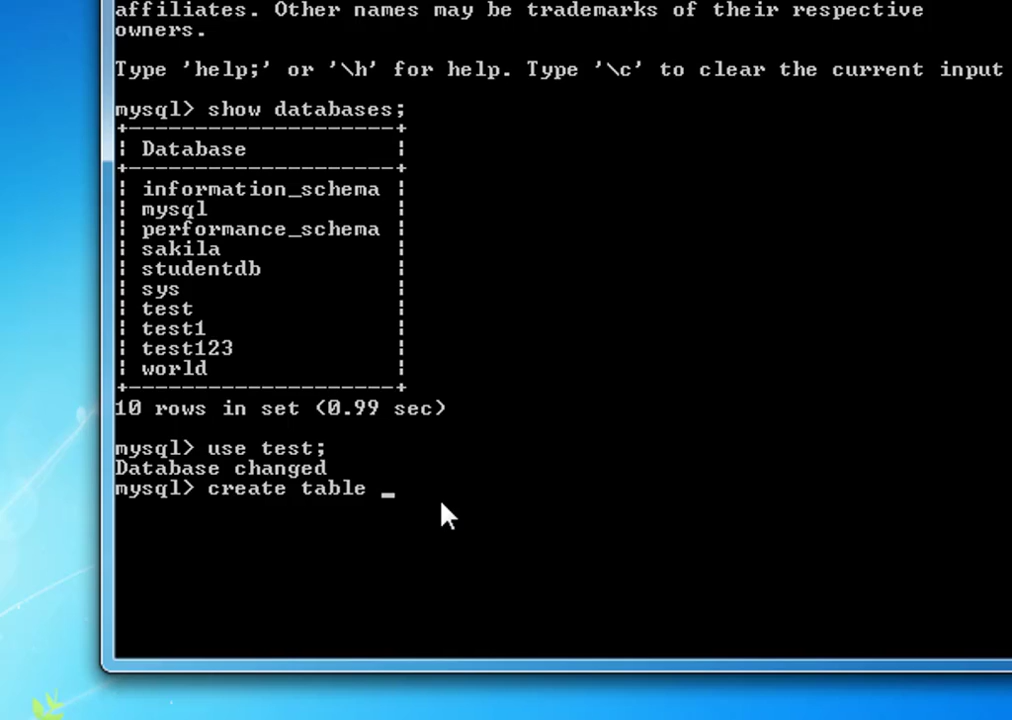 affiliates. Other names may be trademarks of their respective
owners.
Type 'help;' or '\h' for help. Type '\c' to clear the current input
mysql> show databases;
+--------------------+
| Database           |
+--------------------+
| information_schema |
| mysql              |
| performance_schema |
| sakila             |
| studentdb          |
| sys                |
| test               |
| test1              |
| test123            |
| world              |
+--------------------+
10 rows in set (0.99 sec)
mysql> use test;
Database changed
mysql> create table _